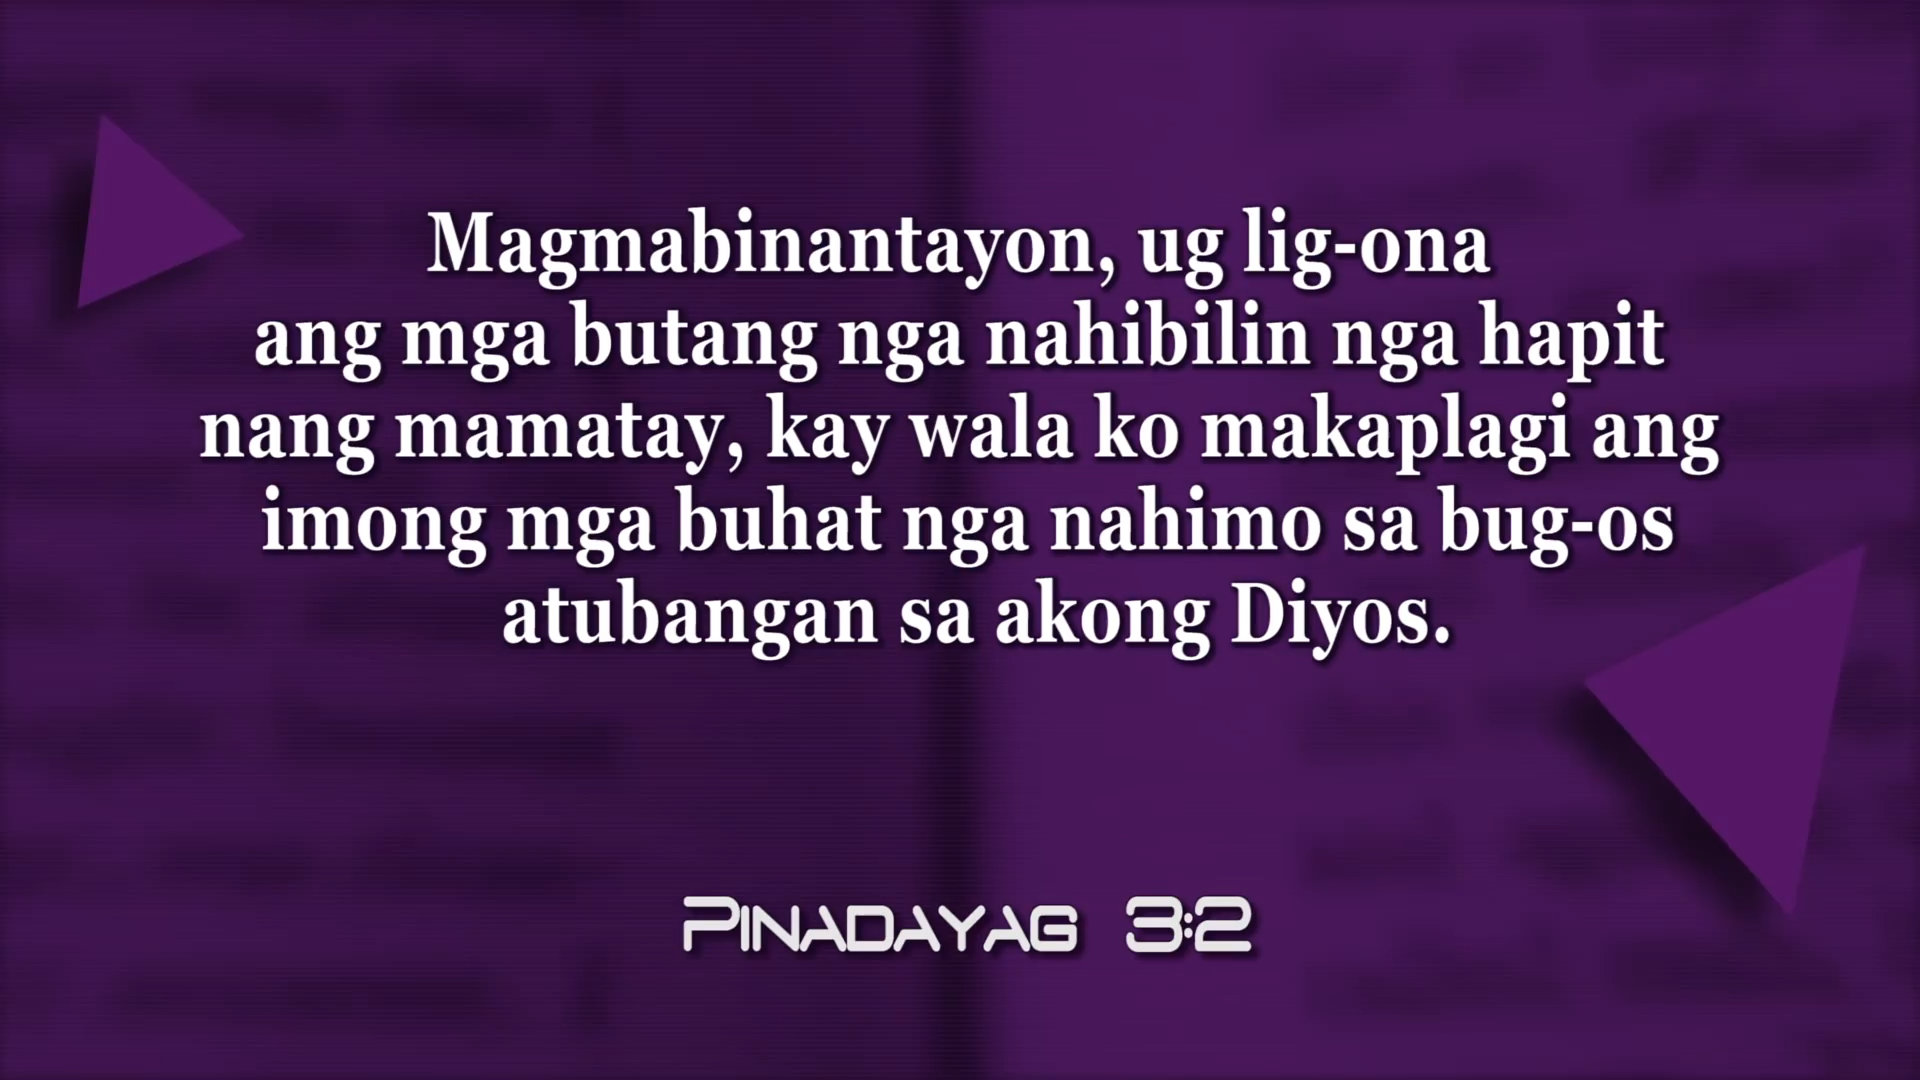 Magmabinantayon, ug lig-ona
ang mga butang nga nahibilin nga hapit
nang mamatay, kay wala ko makaplagi ang
imong mga buhat nga nahimo sa bug-os
atubangan sa akong Diyos.
Pinadayag 3:2